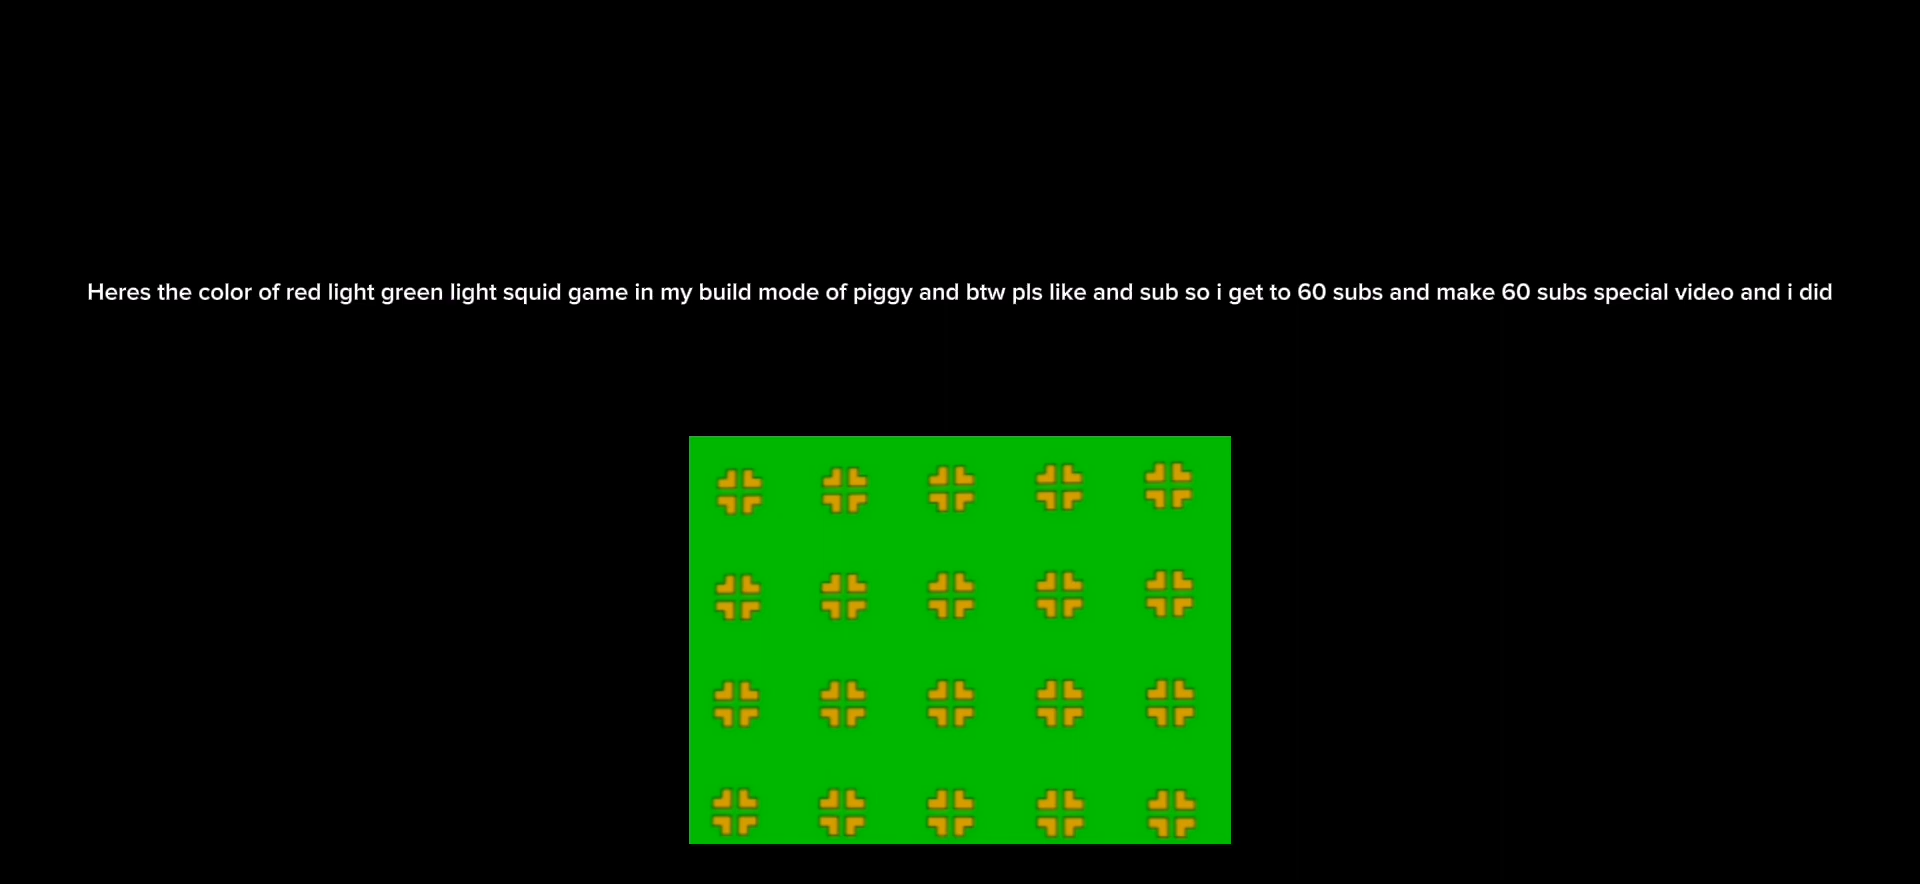 Heres the color of red light green light squid game in my build mode of piggy and btw pls like and sub so i get to 60 subs and make 60 subs special video and i did